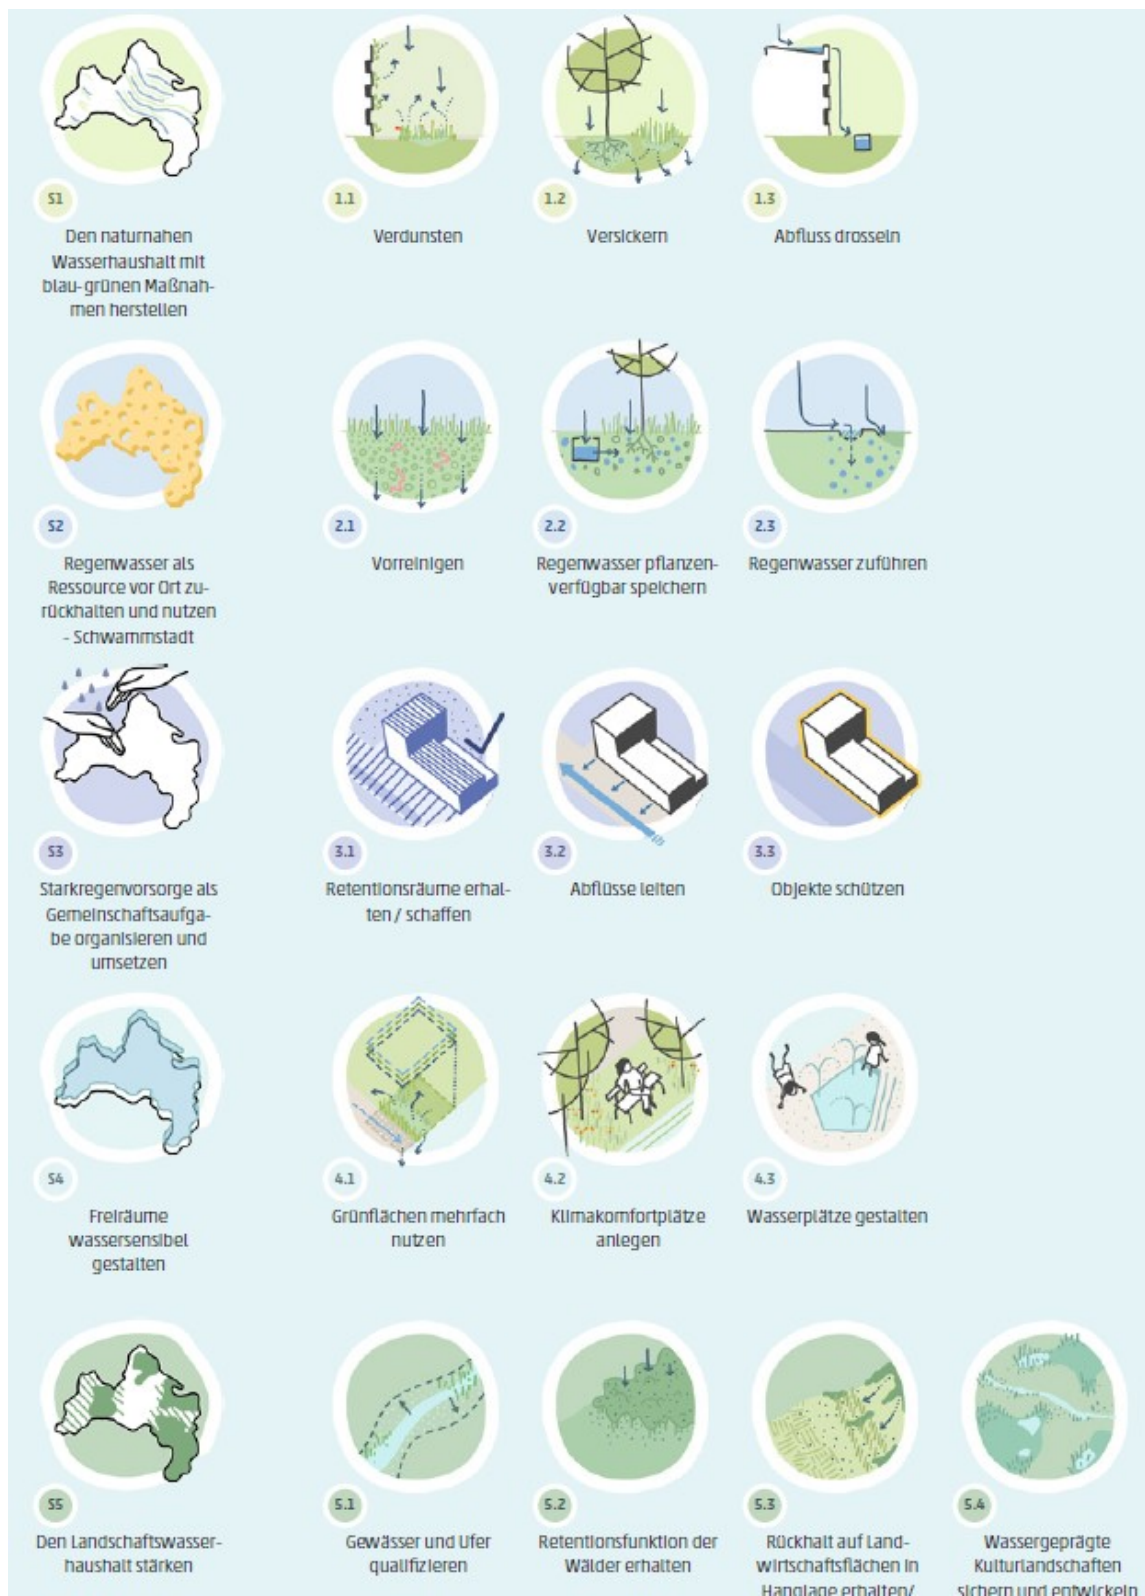 S1
Den naturnahen
Wasserhaushalt mit
blau-grünen Maßnah-
men herstellen
1.1
Verdunsten
1.2
Versickern
1.3
Abfluss drosseln
S2
Regenwasser als
Ressource vor Ort zu-
rückhalten und nutzen
- Schwammstadt
2.1
Vorreinigen
2.2
Regenwasser pflanzen-
verfügbar speichern
2.3
Regenwasser zuführen
S3
Starkregenvorsorge als
Gemeinschaftsaufga-
be organisieren und
umsetzen
3.1
Retentionsräume erhal-
ten / schaffen
3.2
Abflüsse leiten
3.3
Objekte schützen
S4
Freiräume
wassersensibel
gestalten
4.1
Grünflächen mehrfach
nutzen
4.2
Klimakomfortplätze
anlegen
4.3
Wasserplätze gestalten
S5
Den Landschaftswasser-
haushalt stärken
5.1
Gewässer und Ufer
qualifizieren
5.2
Retentionsfunktion der
Wälder erhalten
5.3
Rückhalt auf Land-
wirtschaftsflächen in
Hanglage erhalten/
5.4
Wassergeprägte
Kulturlandschaften
sichern und entwickeln